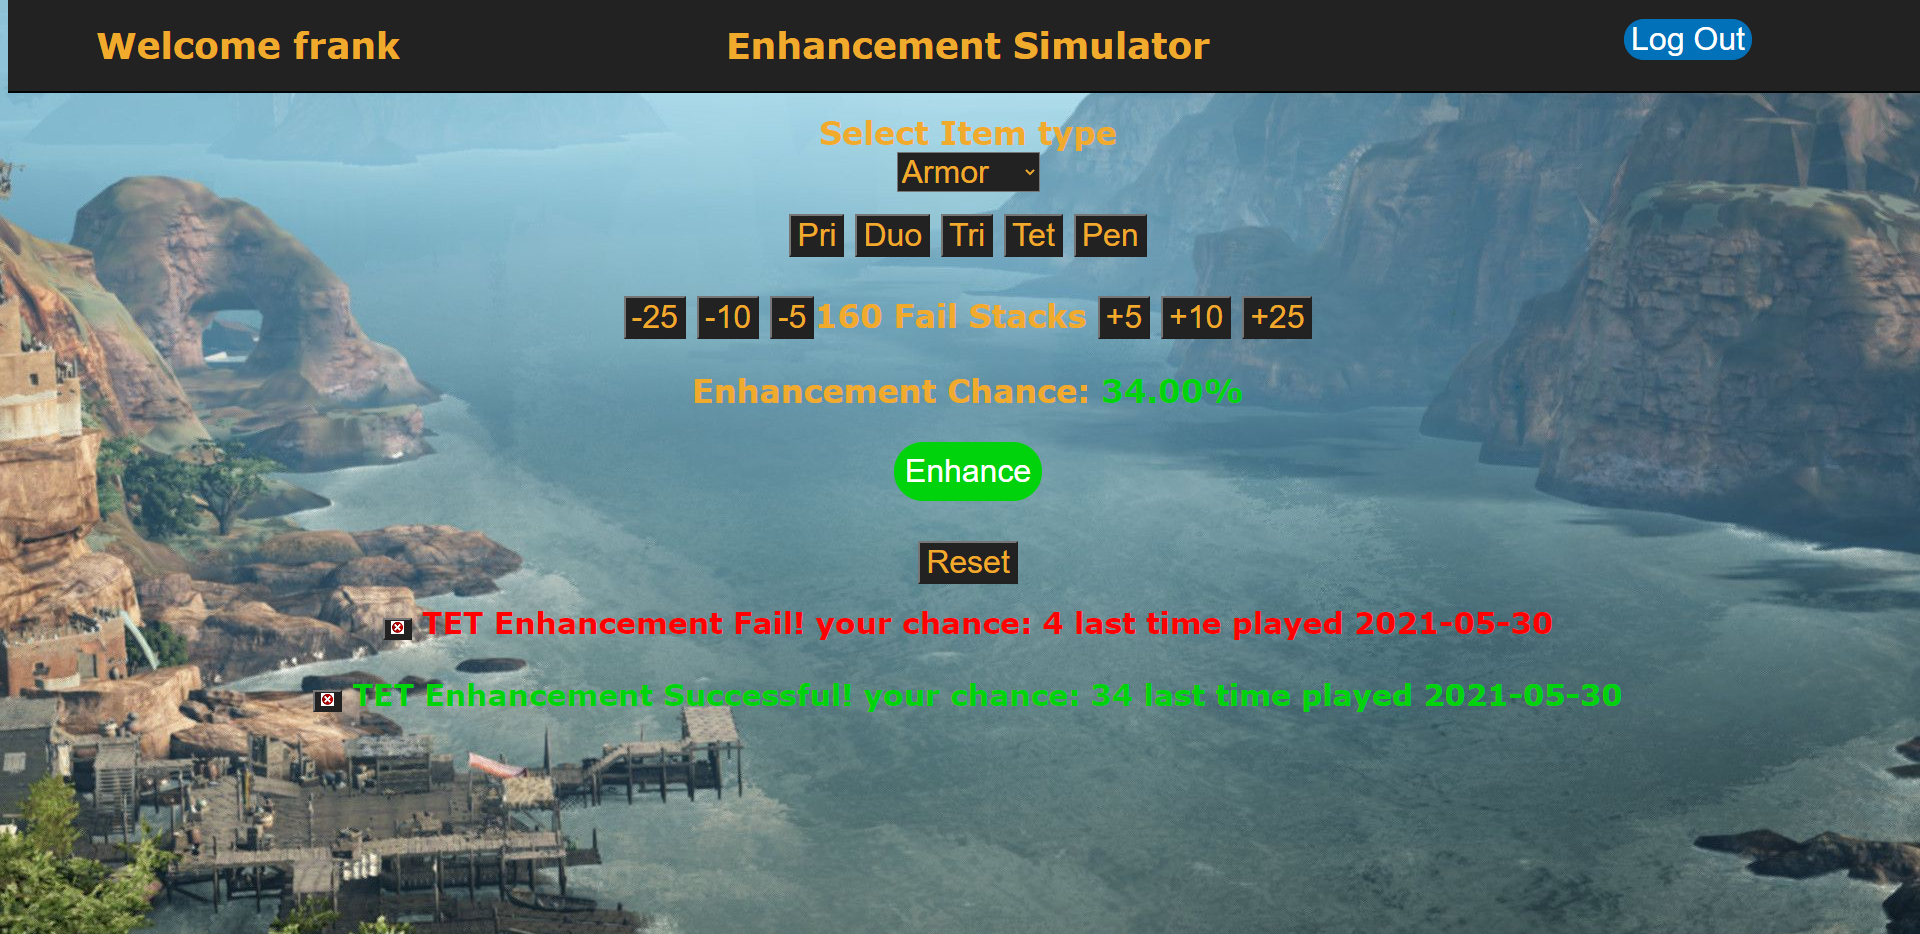 Welcome frank Enhancement Simulator Log Out
Select Item type
Armor
Pri Duo Tri Tet Pen
-25 -10 -5 160 Fail Stacks +5 +10 +25
Enhancement Chance: 34.00%
Enhance
Reset
TET Enhancement Fail! your chance: 4 last time played 2021-05-30
TET Enhancement Successful! your chance: 34 last time played 2021-05-30